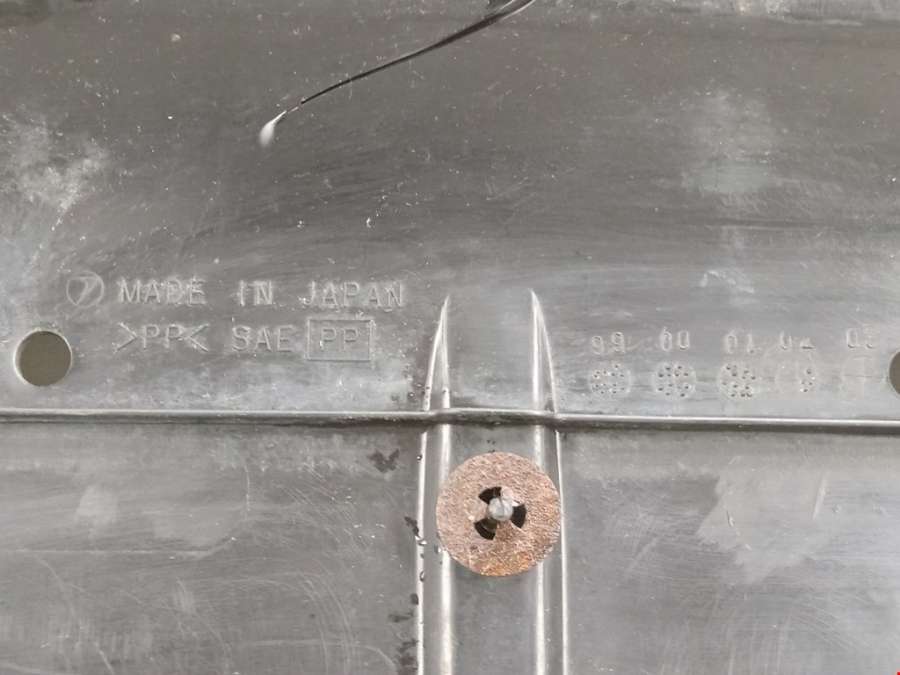 MADE IN JAPAN
>PP< SAE PP
99 00 01 02 03